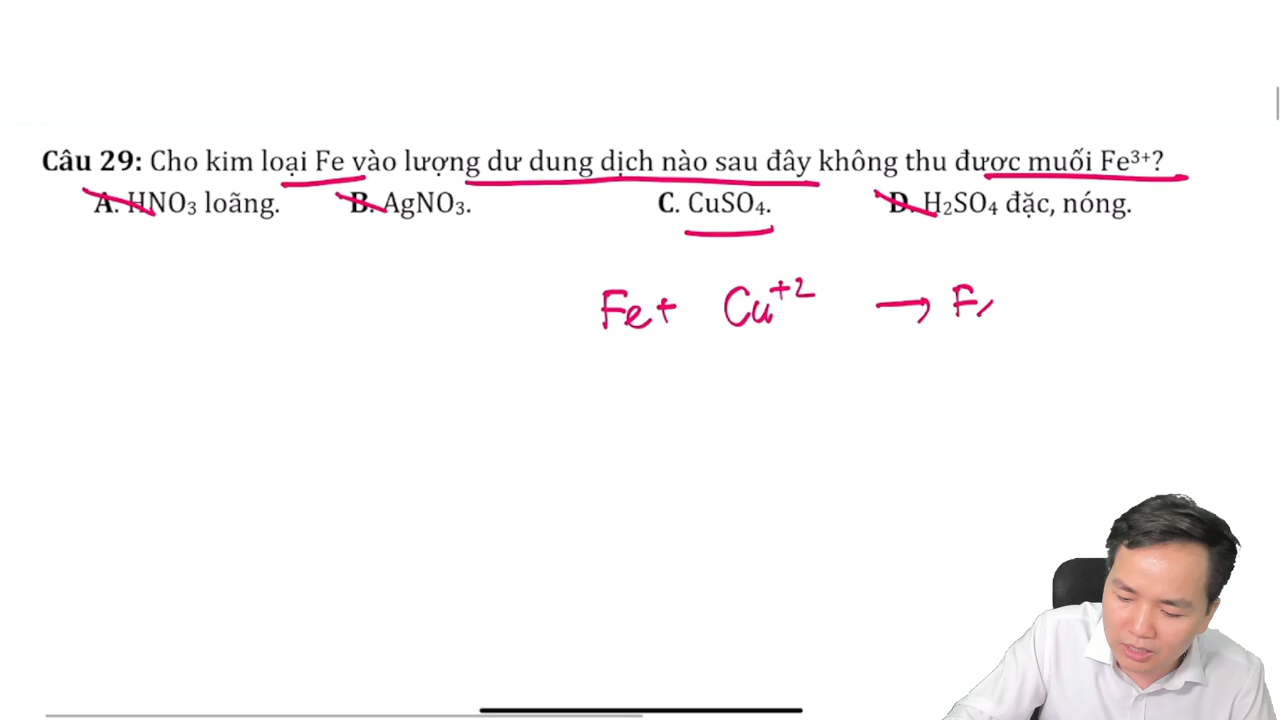 Câu 29: Cho kim loại Fe vào lượng dư dung dịch nào sau đây không thu được muối Fe³⁺?
A. HNO₃ loãng. B. AgNO₃. C. CuSO₄. D. H₂SO₄ đặc, nóng.
Fe + Cu⁺² → F